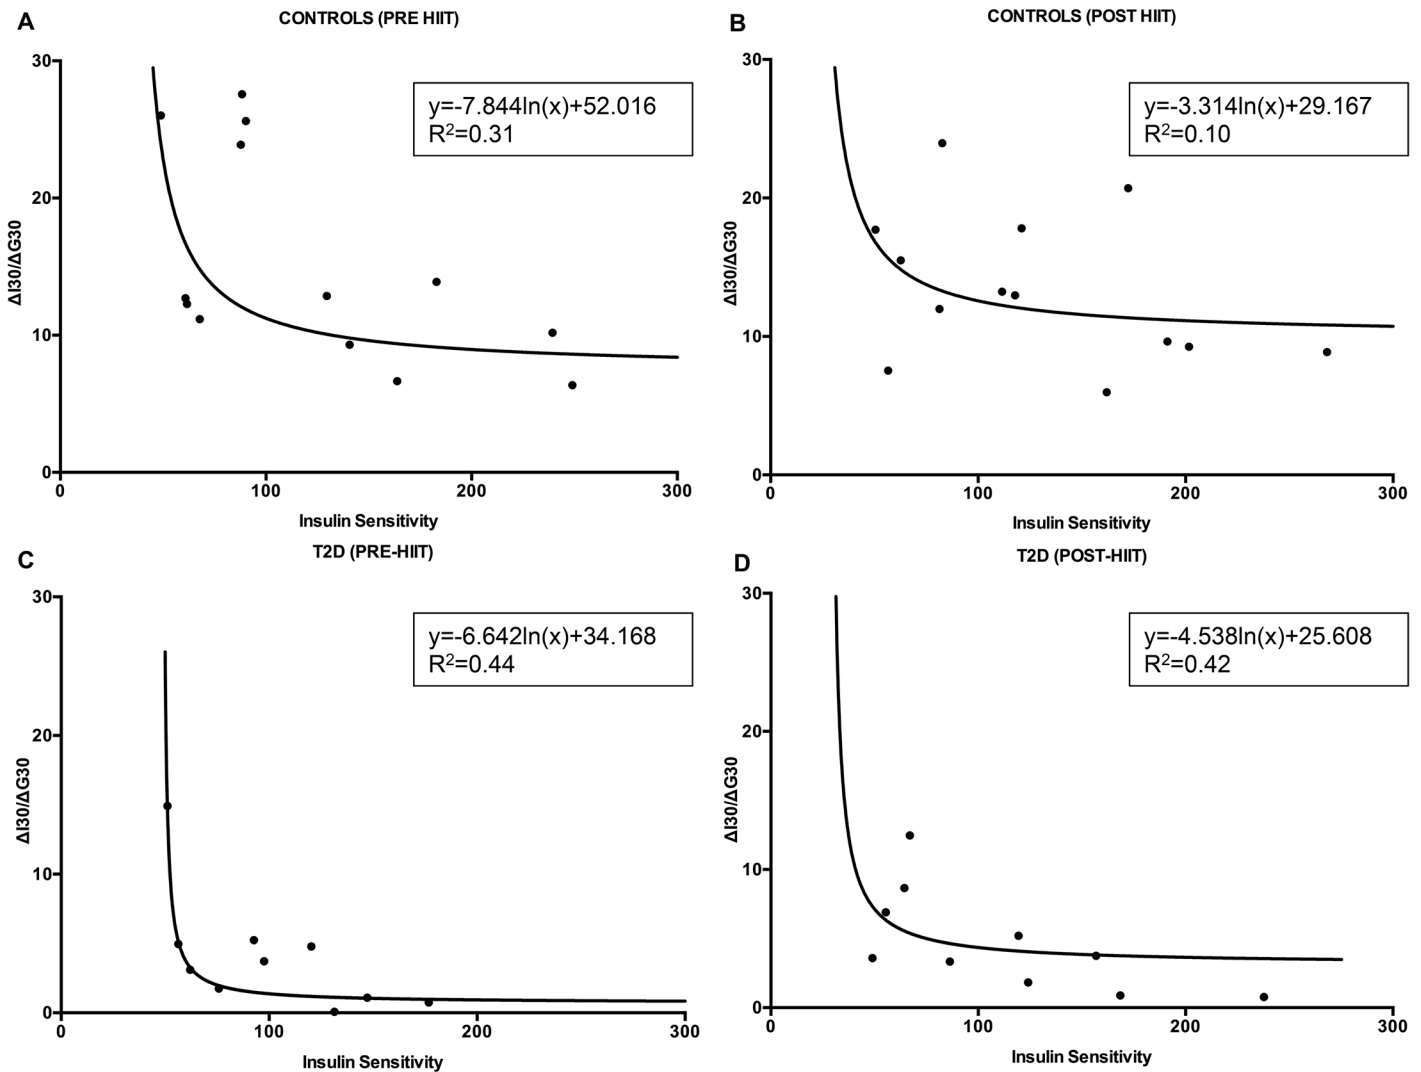 A
CONTROLS (PRE HIIT)
30
20
10
0
ΔI30/ΔG30
y=-7.844ln(x)+52.016
R²=0.31
0 100 200 300
Insulin Sensitivity
B
CONTROLS (POST HIIT)
30
20
10
0
ΔI30/ΔG30
y=-3.314ln(x)+29.167
R²=0.10
0 100 200 300
Insulin Sensitivity
C
T2D (PRE-HIIT)
30
20
10
0
ΔI30/ΔG30
y=-6.642ln(x)+34.168
R²=0.44
0 100 200 300
Insulin Sensitivity
D
T2D (POST-HIIT)
30
20
10
0
ΔI30/ΔG30
y=-4.538ln(x)+25.608
R²=0.42
0 100 200 300
Insulin Sensitivity